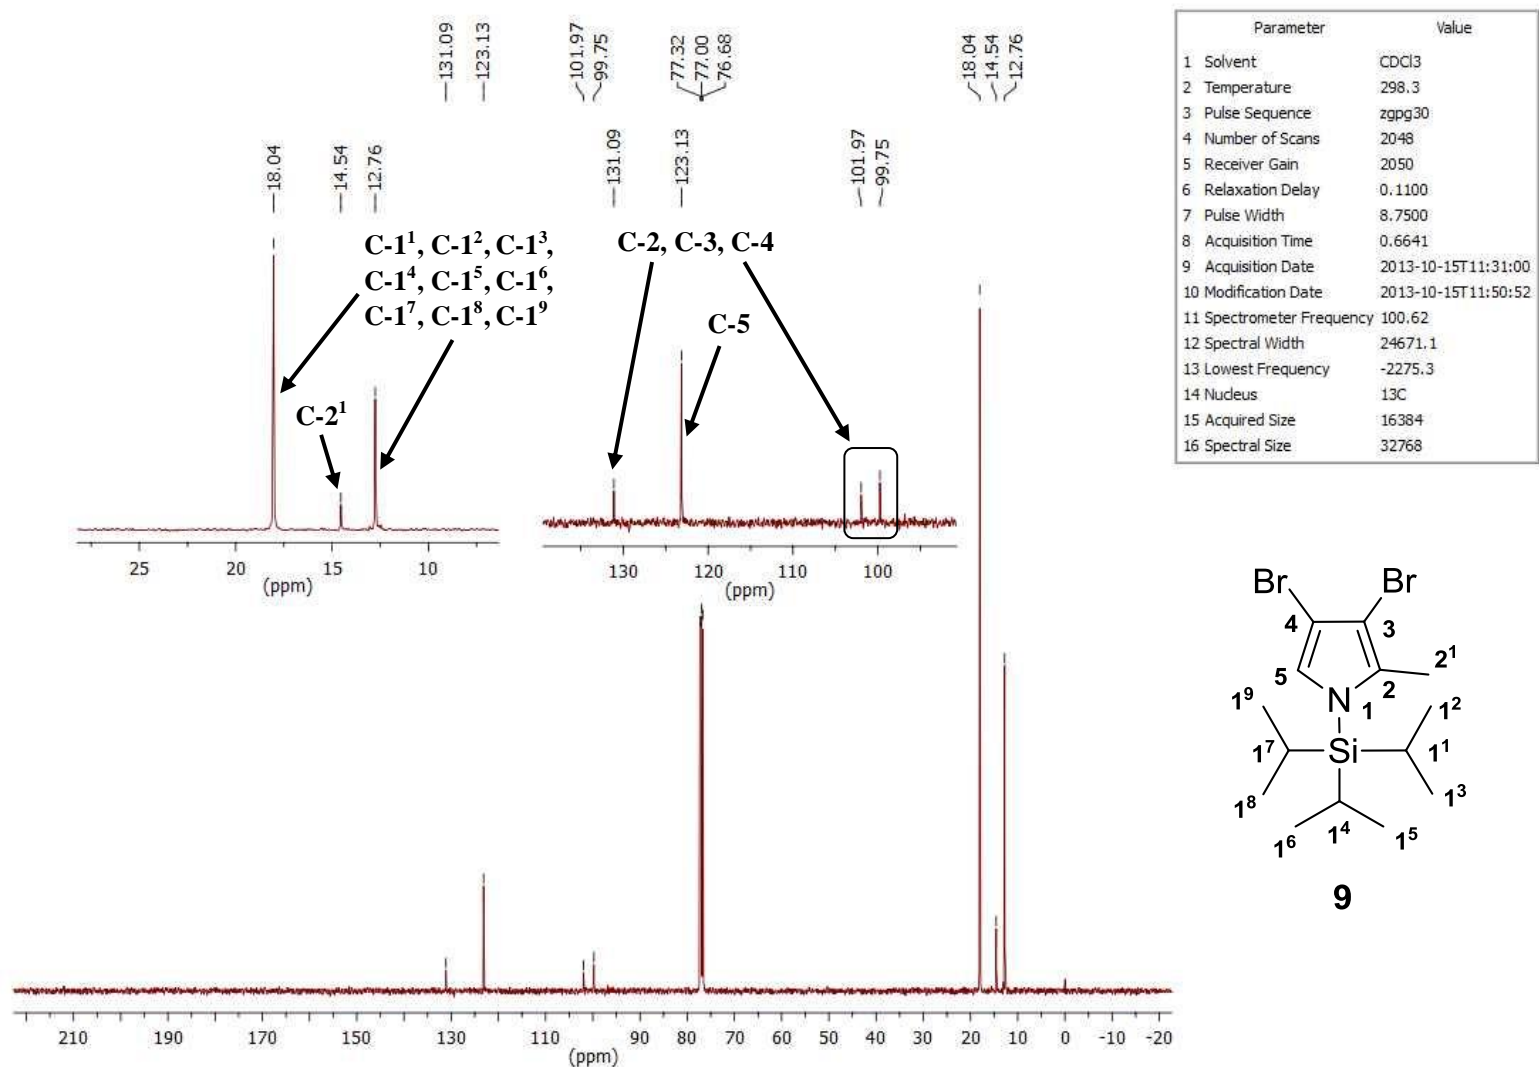 131.09
123.13
101.97
99.75
77.32
77.00
76.68
18.04
14.54
12.76
18.04
14.54
12.76
131.09
123.13
101.97
99.75
C-1¹, C-1², C-1³,
C-1⁴, C-1⁵, C-1⁶,
C-1⁷, C-1⁸, C-1⁹
C-2¹
C-2, C-3, C-4
C-5
25 20 15 10
(ppm)
130 120 110 100
(ppm)
Parameter Value
1 Solvent CDCl3
2 Temperature 298.3
3 Pulse Sequence zgpg30
4 Number of Scans 2048
5 Receiver Gain 2050
6 Relaxation Delay 0.1100
7 Pulse Width 8.7500
8 Acquisition Time 0.6641
9 Acquisition Date 2013-10-15T11:31:00
10 Modification Date 2013-10-15T11:50:52
11 Spectrometer Frequency 100.62
12 Spectral Width 24671.1
13 Lowest Frequency -2275.3
14 Nucleus 13C
15 Acquired Size 16384
16 Spectral Size 32768
Br Br
4 3
5 2 2¹
N 1
1⁹ 1²
1⁷ Si 1¹
1⁸ 1³
1⁶ 1⁴ 1⁵
9
210 190 170 150 130 110 90 80 70 60 50 40 30 20 10 0 -10 -20
(ppm)